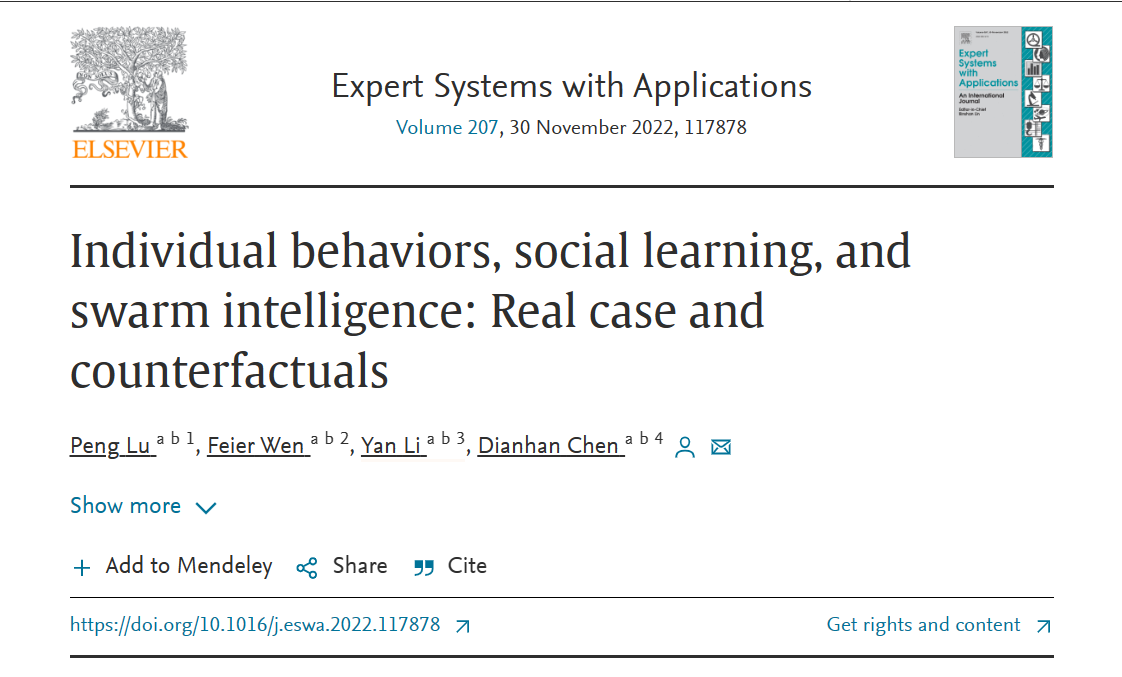 ELSEVIER
Expert Systems with Applications
Volume 207, 30 November 2022, 117878
Expert
Systems
with
Applications
An International
Journal
Editor-in-Chief
Individual behaviors, social learning, and
swarm intelligence: Real case and
counterfactuals
Peng Lu a b 1, Feier Wen a b 2, Yan Li a b 3, Dianhan Chen a b 4
Show more
Add to Mendeley Share Cite
https://doi.org/10.1016/j.eswa.2022.117878
Get rights and content